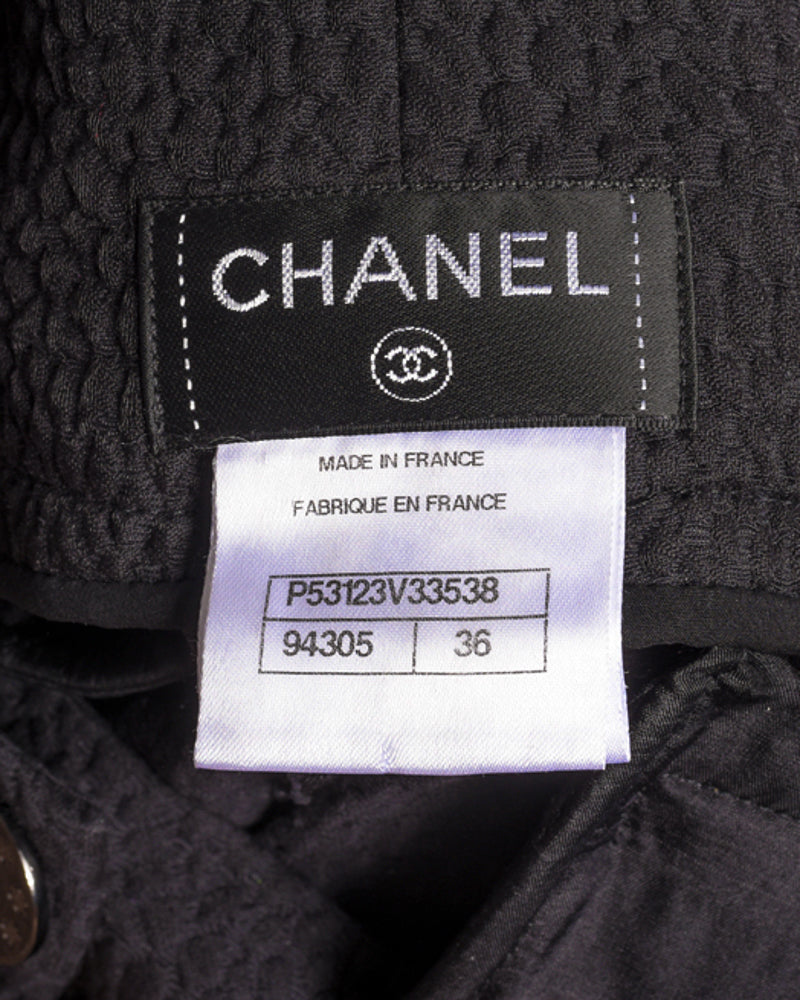 CHANEL
MADE IN FRANCE
FABRIQUE EN FRANCE
P53123V33538
94305 36